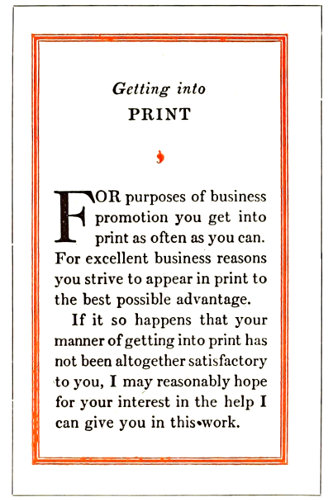 Getting into
PRINT
FOR purposes of business
promotion you get into
print as often as you can.
For excellent business reasons
you strive to appear in print to
the best possible advantage.
If it so happens that your
manner of getting into print has
not been altogether satisfactory
to you, I may reasonably hope
for your interest in the help I
can give you in this work.